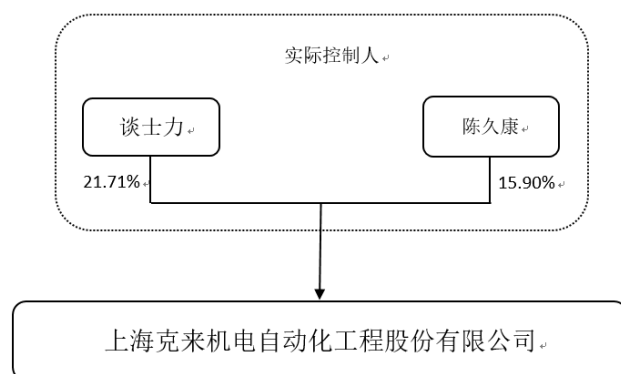 实际控制人
谈士力
陈久康
21.71%
15.90%
上海克来机电自动化工程股份有限公司